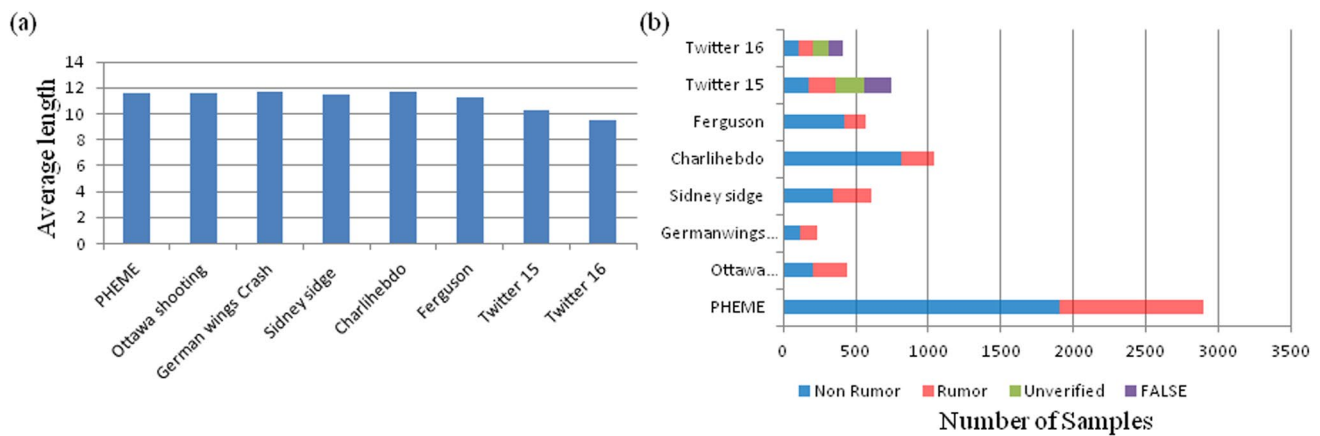 (a)
Average length
14
12
10
8
6
4
2
0
PHEME
Ottawa shooting
German wings Crash
Sidney sidge
Charlihebdo
Ferguson
Twitter 15
Twitter 16
(b)
Twitter 16
Twitter 15
Ferguson
Charlihebdo
Sidney sidge
Germanwings...
Ottawa...
PHEME
0 500 1000 1500 2000 2500 3000 3500
Non Rumor Rumor Unverified FALSE
Number of Samples